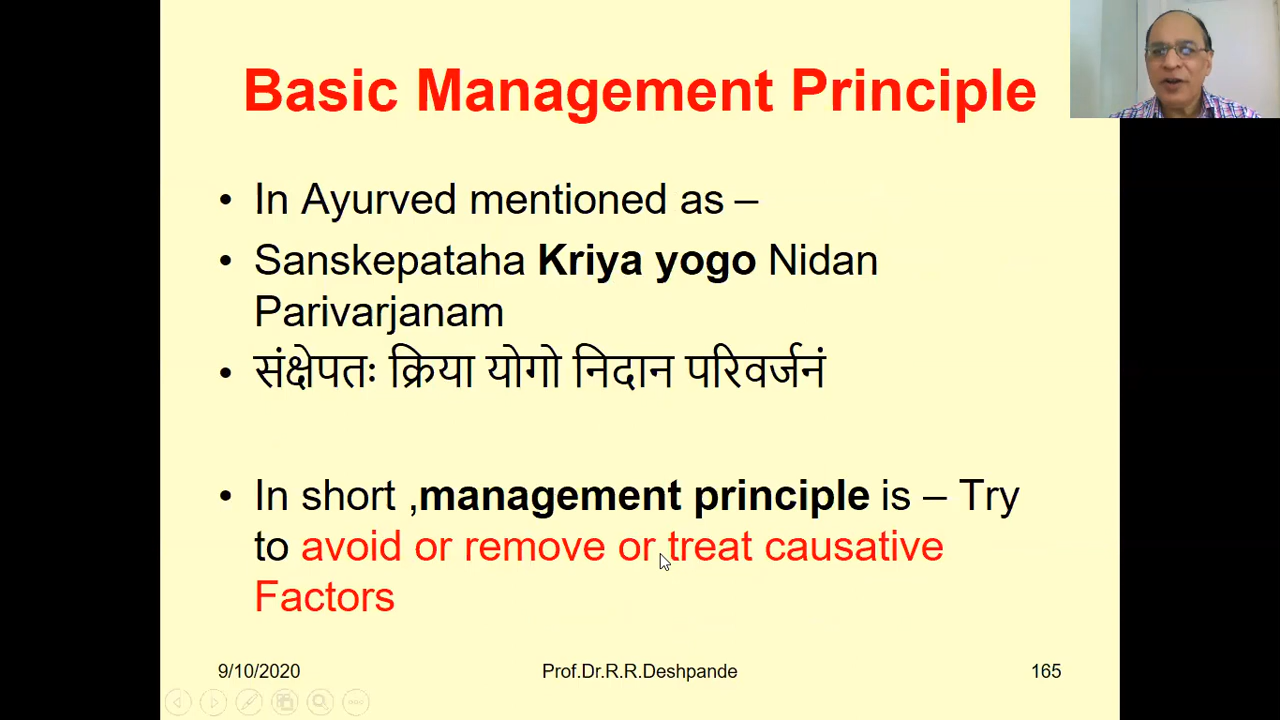 Basic Management Principle
• In Ayurved mentioned as –
• Sanskepataha Kriya yogo Nidan
Parivarjanam
• संक्षेपतः क्रिया योगो निदान परिवर्जनं
• In short ,management principle is – Try
to avoid or remove or treat causative
Factors
9/10/2020 Prof.Dr.R.R.Deshpande 165